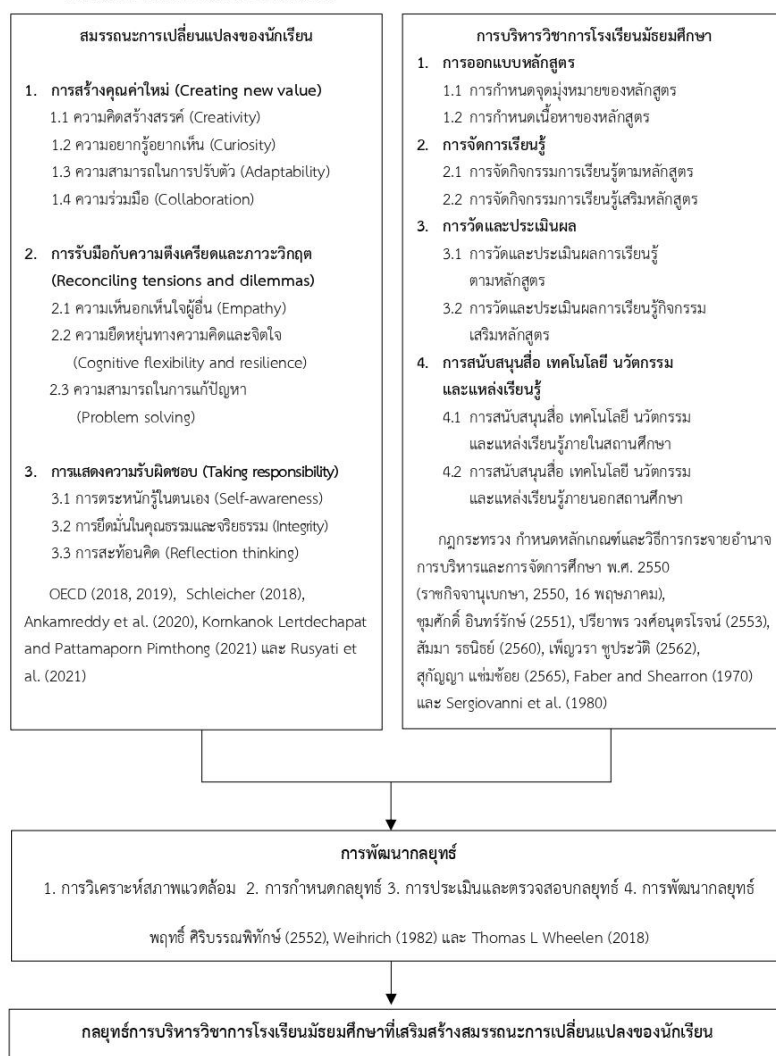 สมรรถนะการเปลี่ยนแปลงของนักเรียน
1. การสร้างคุณค่าใหม่ (Creating new value)
1.1 ความคิดสร้างสรรค์ (Creativity)
1.2 ความอยากรู้อยากเห็น (Curiosity)
1.3 ความสามารถในการปรับตัว (Adaptability)
1.4 ความร่วมมือ (Collaboration)
2. การรับมือกับความตึงเครียดและภาวะวิกฤต
(Reconciling tensions and dilemmas)
2.1 ความเห็นอกเห็นใจผู้อื่น (Empathy)
2.2 ความยืดหยุ่นทางความคิดและจิตใจ
(Cognitive flexibility and resilience)
2.3 ความสามารถในการแก้ปัญหา
(Problem solving)
3. การแสดงความรับผิดชอบ (Taking responsibility)
3.1 การตระหนักรู้ในตนเอง (Self-awareness)
3.2 การยึดมั่นในคุณธรรมและจริยธรรม (Integrity)
3.3 การสะท้อนคิด (Reflection thinking)
OECD (2018, 2019), Schleicher (2018),
Ankamreddy et al. (2020), Kornkanok Lertdechapat
and Pattamaporn Pimthong (2021) และ Rusyati et
al. (2021)
การบริหารวิชาการโรงเรียนมัธยมศึกษา
1. การออกแบบหลักสูตร
1.1 การกำหนดจุดมุ่งหมายของหลักสูตร
1.2 การกำหนดเนื้อหาของหลักสูตร
2. การจัดการเรียนรู้
2.1 การจัดกิจกรรมการเรียนรู้ตามหลักสูตร
2.2 การจัดกิจกรรมการเรียนรู้เสริมหลักสูตร
3. การวัดและประเมินผล
3.1 การวัดและประเมินผลการเรียนรู้
ตามหลักสูตร
3.2 การวัดและประเมินผลการเรียนรู้กิจกรรม
เสริมหลักสูตร
4. การสนับสนุนสื่อ เทคโนโลยี นวัตกรรม
และแหล่งเรียนรู้
4.1 การสนับสนุนสื่อ เทคโนโลยี นวัตกรรม
และแหล่งเรียนรู้ภายในสถานศึกษา
4.2 การสนับสนุนสื่อ เทคโนโลยี นวัตกรรม
และแหล่งเรียนรู้ภายนอกสถานศึกษา
กฎกระทรวง กำหนดหลักเกณฑ์และวิธีการกระจายอำนาจ
การบริหารและการจัดการศึกษา พ.ศ. 2550
(ราชกิจจานุเบกษา, 2550, 16 พฤษภาคม),
ชุมศักดิ์ อินทร์รักษ์ (2551), ปรียาพร วงศ์อนุตรโรจน์ (2553),
สัมมา รธนิธย์ (2560), เพ็ญวรา ชูประวัติ (2562),
สุกัญญา แช่มช้อย (2565), Faber and Shearron (1970)
และ Sergiovanni et al. (1980)
การพัฒนากลยุทธ์
1. การวิเคราะห์สภาพแวดล้อม 2. การกำหนดกลยุทธ์ 3. การประเมินและตรวจสอบกลยุทธ์ 4. การพัฒนากลยุทธ์
พฤทธิ์ ศิริบรรณพิทักษ์ (2552), Weihrich (1982) และ Thomas L Wheelen (2018)
กลยุทธ์การบริหารวิชาการโรงเรียนมัธยมศึกษาที่เสริมสร้างสมรรถนะการเปลี่ยนแปลงของนักเรียน